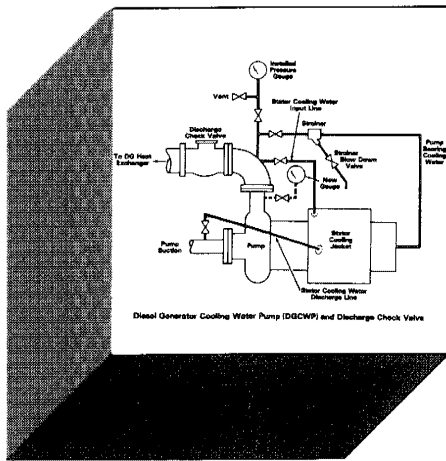 Installed
Pressure
Gauge
Vent
Stator Cooling Water
Input Line
Strainer
Discharge
Check Valve
Strainer
Blow Down
Valve
Pump
Bearing
Cooling
Water
To DG Heat
Exchanger
New
Gauge
Stator
Cooling
Jacket
Pump
Suction
Pump
Stator Cooling Water
Discharge Line
Diesel Generator Cooling Water Pump (DGCWP) and Discharge Check Valve